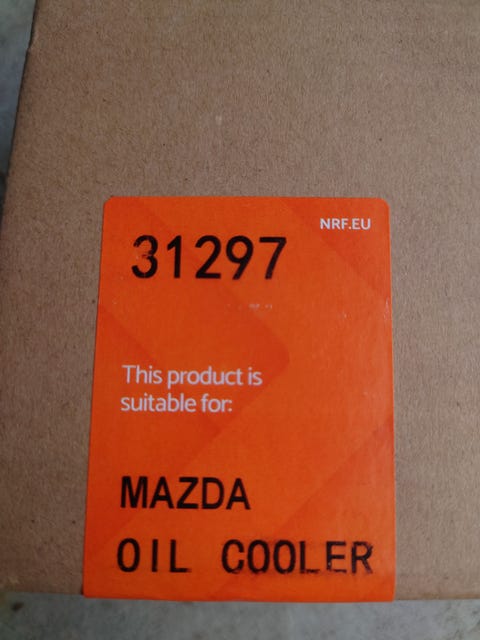 NRF.EU
31297
This product is
suitable for:
MAZDA
OIL COOLER